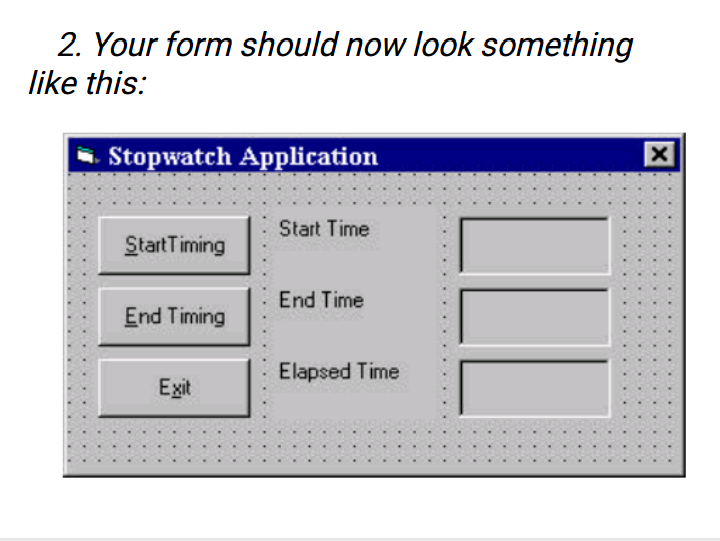 2. Your form should now look something
like this:
Stopwatch Application
StartTiming
Start Time
End Timing
End Time
Exit
Elapsed Time